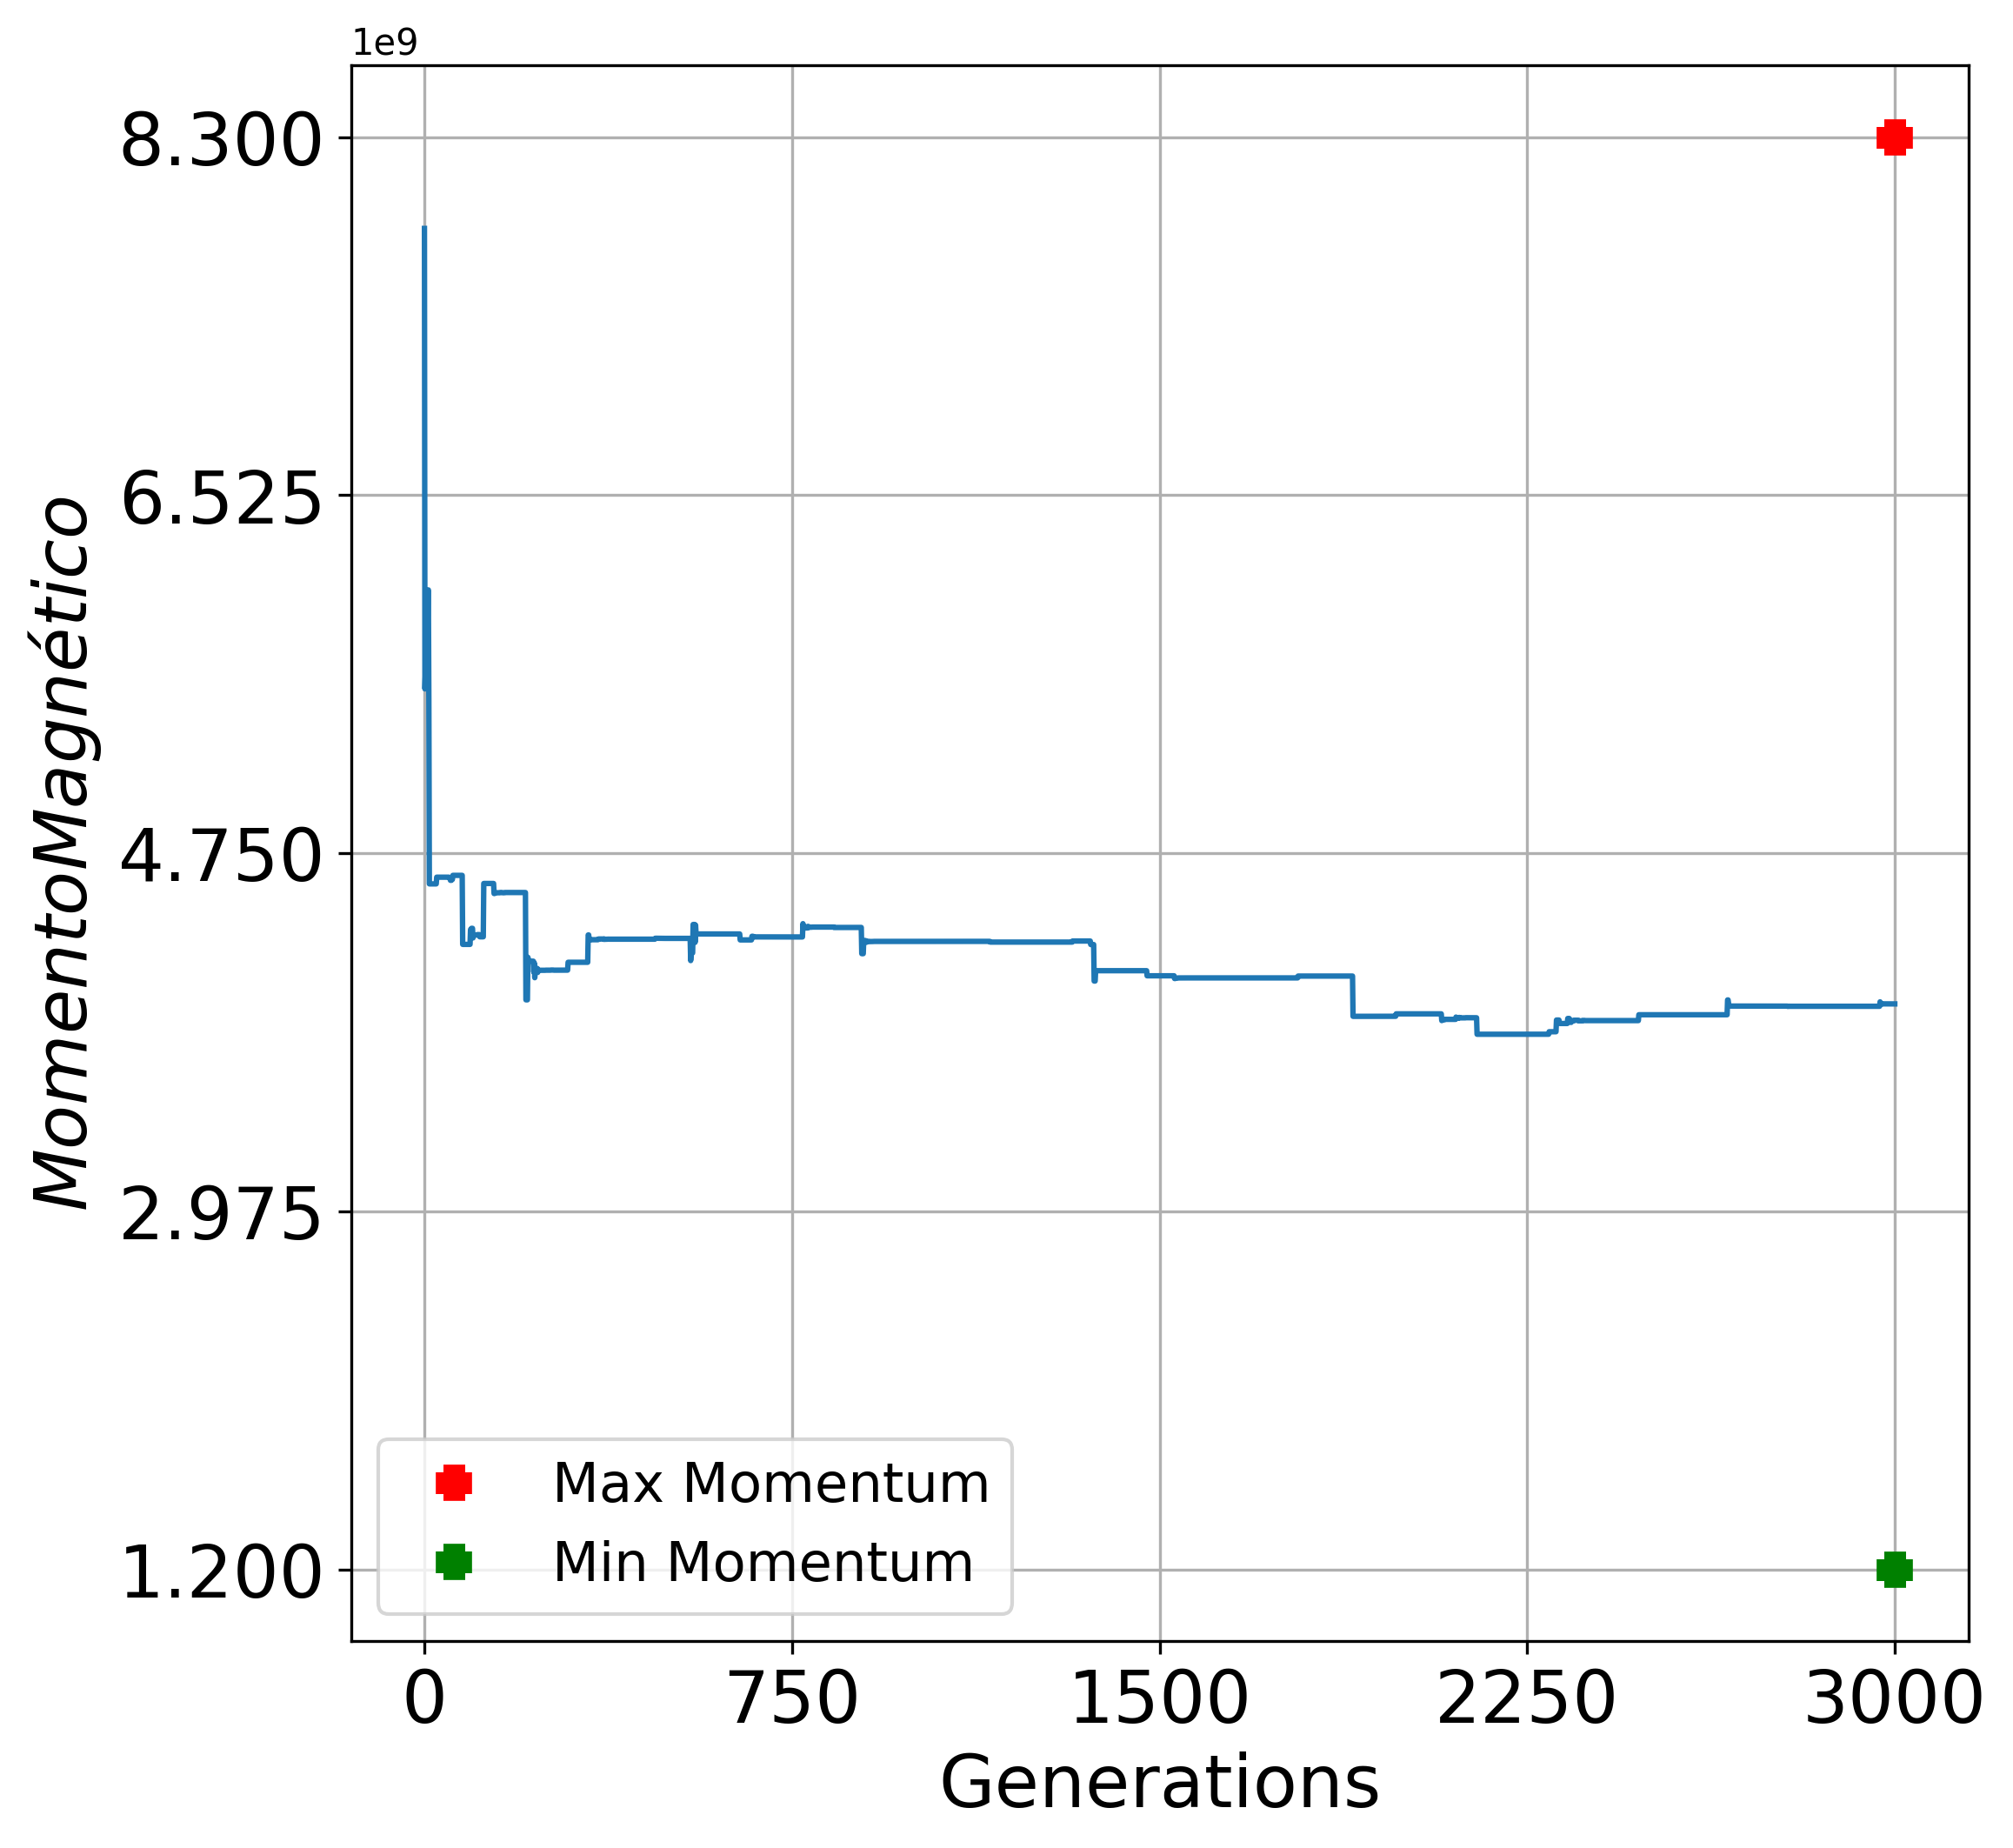 1e9
8.300
6.525
4.750
2.975
1.200
MomentoMagnético
Max Momentum
Min Momentum
0 750 1500 2250 3000
Generations